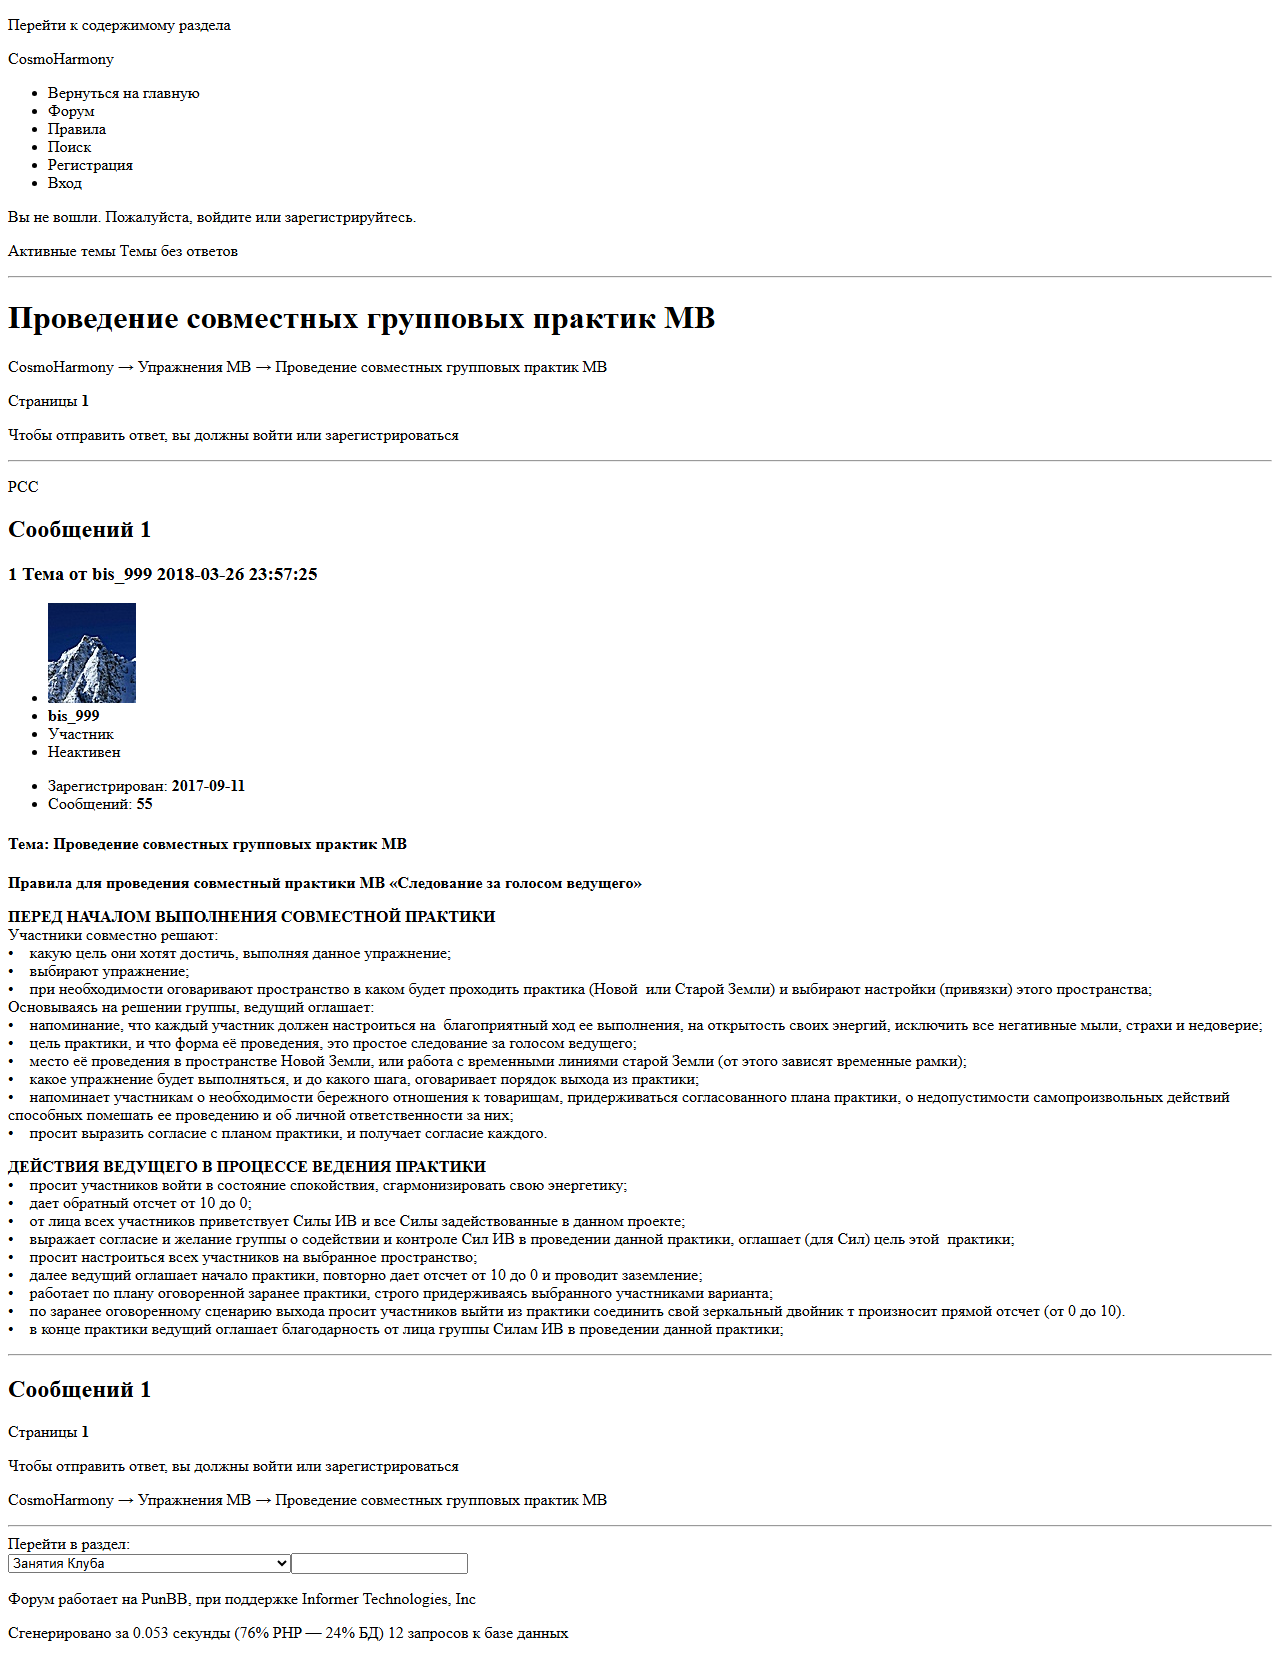 Перейти к содержимому раздела
CosmoHarmony
• Вернуться на главную
• Форум
• Правила
• Поиск
• Регистрация
• Вход
Вы не вошли. Пожалуйста, войдите или зарегистрируйтесь.
Активные темы Темы без ответов
Проведение совместных групповых практик МВ
CosmoHarmony → Упражнения МВ → Проведение совместных групповых практик МВ
Страницы 1
Чтобы отправить ответ, вы должны войти или зарегистрироваться
РСС
Сообщений 1
1 Тема от bis_999 2018-03-26 23:57:25
• bis_999
• Участник
• Неактивен
• Зарегистрирован: 2017-09-11
• Сообщений: 55
Тема: Проведение совместных групповых практик МВ
Правила для проведения совместный практики МВ «Следование за голосом ведущего»
ПЕРЕД НАЧАЛОМ ВЫПОЛНЕНИЯ СОВМЕСТНОЙ ПРАКТИКИ
Участники совместно решают:
• какую цель они хотят достичь, выполняя данное упражнение;
• выбирают упражнение;
• при необходимости оговаривают пространство в каком будет проходить практика (Новой или Старой Земли) и выбирают настройки (привязки) этого пространства;
Основываясь на решении группы, ведущий оглашает:
• напоминание, что каждый участник должен настроиться на благоприятный ход ее выполнения, на открытость своих энергий, исключить все негативные мыли, страхи и недоверие;
• цель практики, и что форма её проведения, это простое следование за голосом ведущего;
• место её проведения в пространстве Новой Земли, или работа с временными линиями старой Земли (от этого зависят временные рамки);
• какое упражнение будет выполняться, и до какого шага, оговаривает порядок выхода из практики;
• напоминает участникам о необходимости бережного отношения к товарищам, придерживаться согласованного плана практики, о недопустимости самопроизвольных действий
способных помешать ее проведению и об личной ответственности за них;
• просит выразить согласие с планом практики, и получает согласие каждого.
ДЕЙСТВИЯ ВЕДУЩЕГО В ПРОЦЕССЕ ВЕДЕНИЯ ПРАКТИКИ
• просит участников войти в состояние спокойствия, сгармонизировать свою энергетику;
• дает обратный отсчет от 10 до 0;
• от лица всех участников приветствует Силы ИВ и все Силы задействованные в данном проекте;
• выражает согласие и желание группы о содействии и контроле Сил ИВ в проведении данной практики, оглашает (для Сил) цель этой практики;
• просит настроиться всех участников на выбранное пространство;
• далее ведущий оглашает начало практики, повторно дает отсчет от 10 до 0 и проводит заземление;
• работает по плану оговоренной заранее практики, строго придерживаясь выбранного участниками варианта;
• по заранее оговоренному сценарию выхода просит участников выйти из практики соединить свой зеркальный двойник т произносит прямой отсчет (от 0 до 10).
• в конце практики ведущий оглашает благодарность от лица группы Силам ИВ в проведении данной практики;
Сообщений 1
Страницы 1
Чтобы отправить ответ, вы должны войти или зарегистрироваться
CosmoHarmony → Упражнения МВ → Проведение совместных групповых практик МВ
Перейти в раздел:
Занятия Клуба
Форум работает на PunBB, при поддержке Informer Technologies, Inc
Сгенерировано за 0.053 секунды (76% PHP — 24% БД) 12 запросов к базе данных